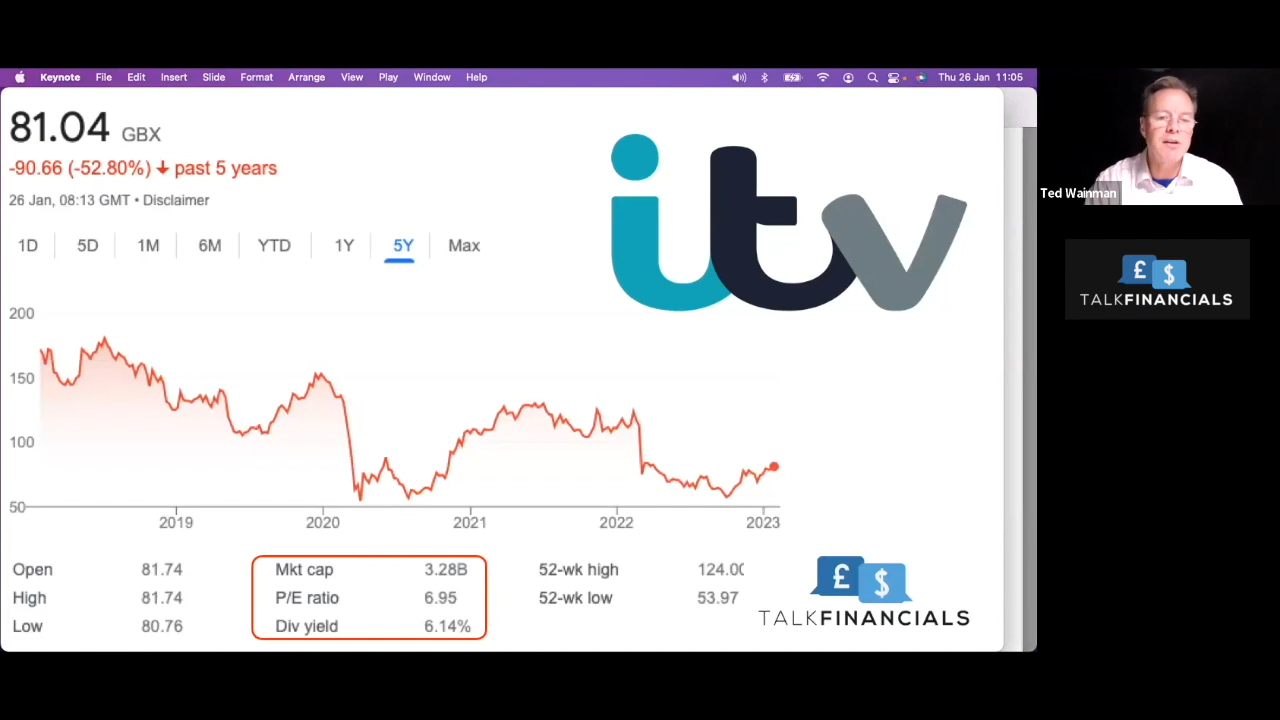 Keynote File Edit Insert Slide Format Arrange View Play Window Help Thu 26 Jan 11:05
81.04 GBX
-90.66 (-52.80%) ↓ past 5 years
26 Jan, 08:13 GMT • Disclaimer
1D 5D 1M 6M YTD 1Y 5Y Max
itv
200
150
100
50
2019 2020 2021 2022 2023
Open 81.74
High 81.74
Low 80.76
Mkt cap 3.28B
P/E ratio 6.95
Div yield 6.14%
52-wk high 124.00
52-wk low 53.97
£ $
TALKFINANCIALS
Ted Wainman
£ $
TALKFINANCIALS